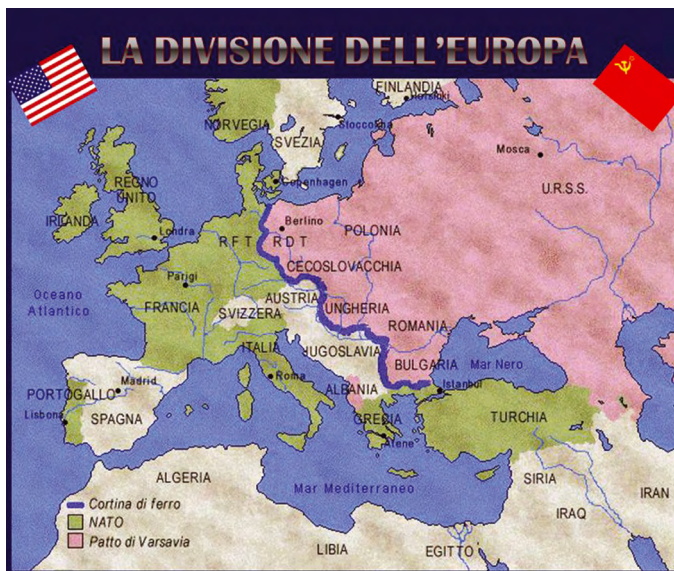 LA DIVISIONE DELL'EUROPA
FINLANDIA
Helsinki
NORVEGIA
SVEZIA
Stoccolma
Mosca
U.R.S.S.
REGNO
UNITO
IRLANDA
Copenhagen
Londra
Berlino
POLONIA
RFT
RDT
CECOSLOVACCHIA
Parigi
Oceano
Atlantico
FRANCIA
AUSTRIA
SVIZZERA
UNGHERIA
ROMANIA
ITALIA
JUGOSLAVIA
BULGARIA
Mar Nero
PORTOGALLO
Madrid
Roma
ALBANIA
Istanbul
Lisbona
SPAGNA
GRECIA
TURCHIA
Atene
ALGERIA
Mar Mediterraneo
SIRIA
IRAN
IRAQ
LIBIA
EGITTO
Cortina di ferro
NATO
Patto di Varsavia